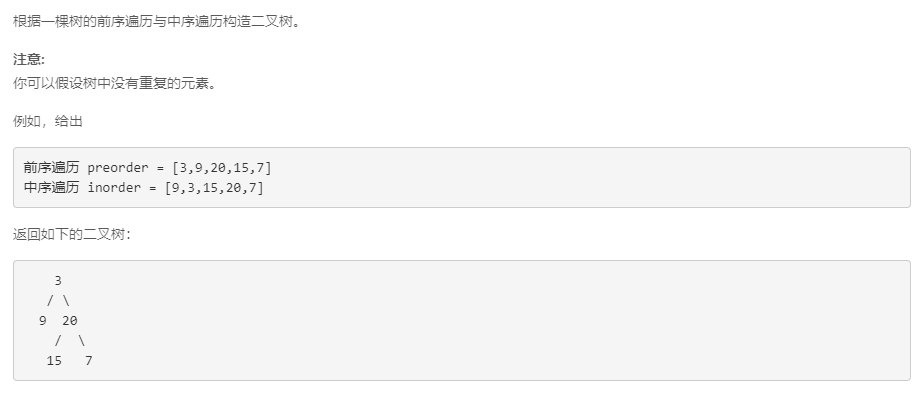 根据一棵树的前序遍历与中序遍历构造二叉树。
注意:
你可以假设树中没有重复的元素。
例如，给出
前序遍历 preorder = [3,9,20,15,7]
中序遍历 inorder = [9,3,15,20,7]
返回如下的二叉树：
3
/ \
9 20
/ \
15 7